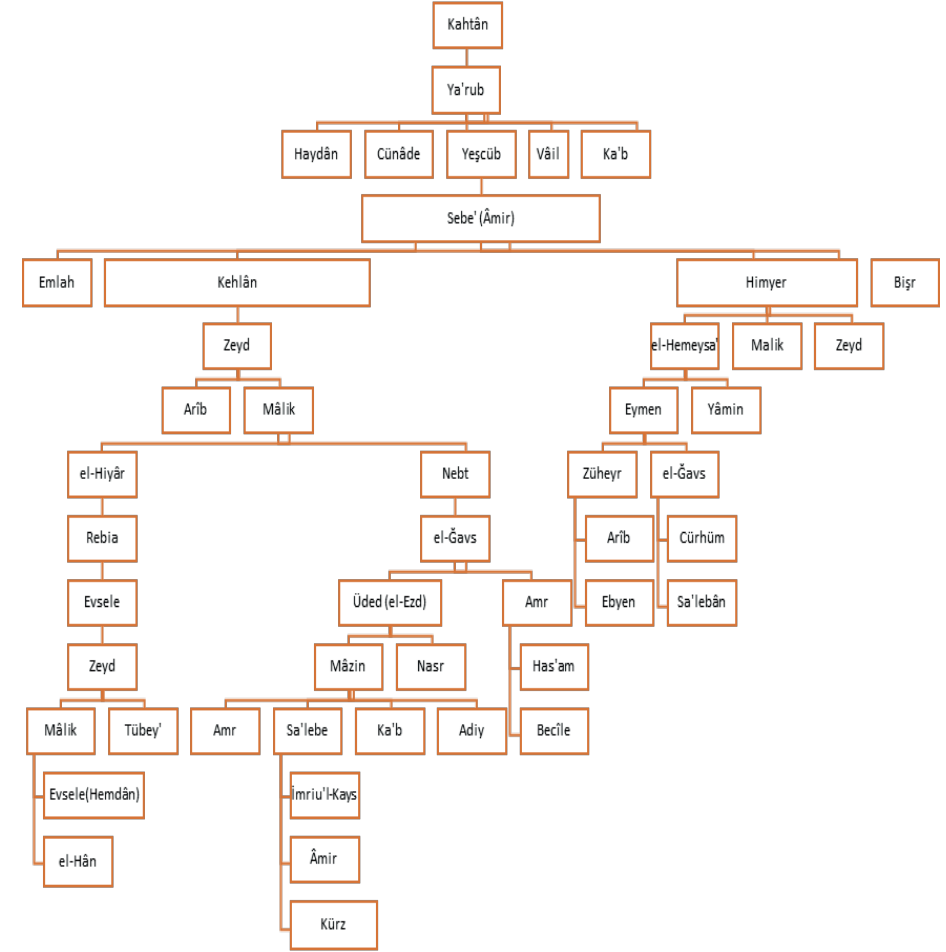 Kahtân
Ya'rub
Haydân Cünâde Yeşcüb Vâil Ka'b
Sebe' (Âmir)
Emlah Kehlân Himyer Bişr
Zeyd el-Hemeysa' Malik Zeyd
Arîb Mâlik Eymen Yâmin
el-Hiyâr Nebt Züheyr el-Ğavs
Rebia el-Ğavs Arîb Cürhüm
Evsele Üded (el-Ezd) Amr Ebyen Sa'lebân
Zeyd Mâzin Nasr Has'am
Mâlik Tübey' Amr Sa'lebe Ka'b Adiy Becîle
Evsele(Hemdân) İmriu'l-Kays
el-Hân Âmir
Kürz